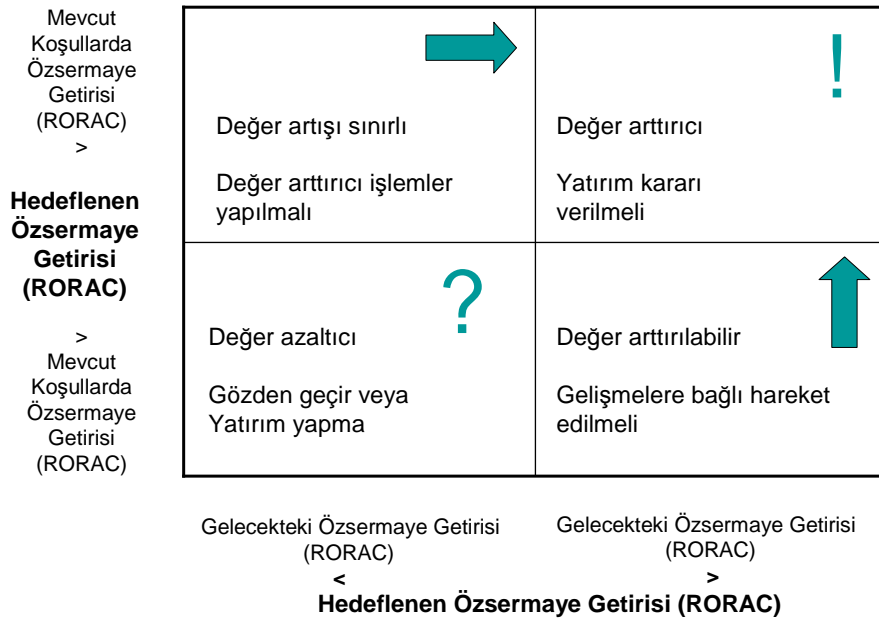 Mevcut
Koşullarda
Özsermaye
Getirisi
(RORAC)
>
Hedeflenen
Özsermaye
Getirisi
(RORAC)
>
Mevcut
Koşullarda
Özsermaye
Getirisi
(RORAC)
Değer artışı sınırlı
Değer arttırıcı işlemler
yapılmalı
!
Değer arttırıcı
Yatırım kararı
verilmeli
?
Değer azaltıcı
Gözden geçir veya
Yatırım yapma
Değer arttırılabilir
Gelişmelere bağlı hareket
edilmeli
Gelecekteki Özsermaye Getirisi
(RORAC)
<
Gelecekteki Özsermaye Getirisi
(RORAC)
>
Hedeflenen Özsermaye Getirisi (RORAC)